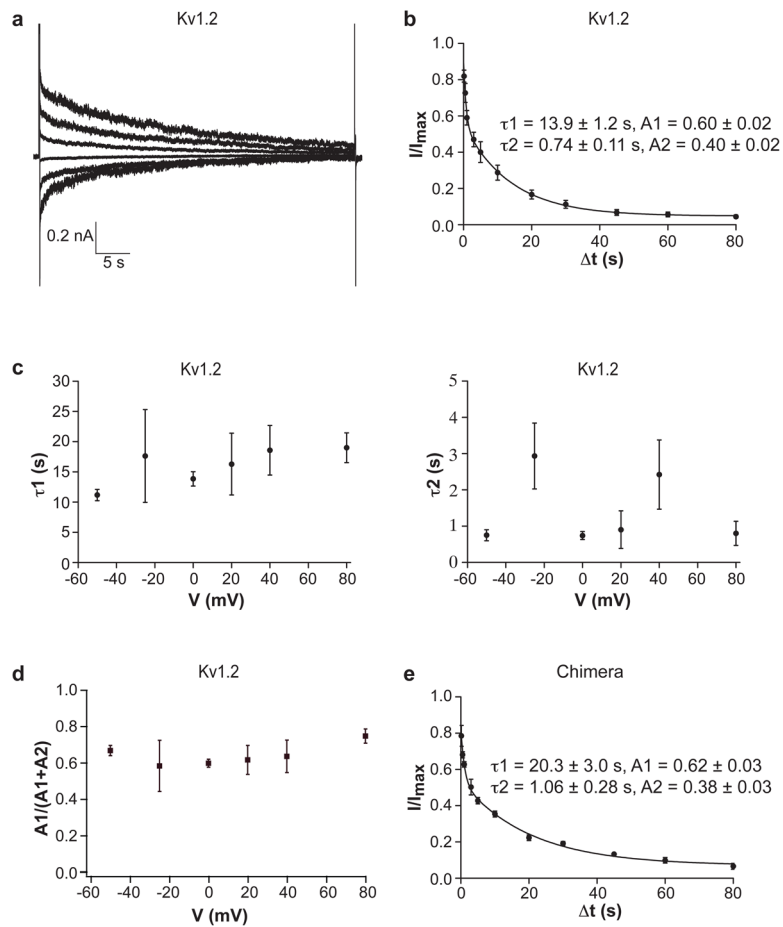 a
Kv1.2
0.2 nA
5 s
b
Kv1.2
I/Imax
1.0
0.8
0.6
0.4
0.2
0.0
τ1 = 13.9 ± 1.2 s, A1 = 0.60 ± 0.02
τ2 = 0.74 ± 0.11 s, A2 = 0.40 ± 0.02
0 20 40 60 80
Δt (s)
c
Kv1.2
τ1 (s)
30
25
20
15
10
5
0
-60 -40 -20 0 20 40 60 80
V (mV)
Kv1.2
τ2 (s)
5
4
3
2
1
0
-60 -40 -20 0 20 40 60 80
V (mV)
d
Kv1.2
A1/(A1+A2)
1.0
0.8
0.6
0.4
0.2
0.0
-60 -40 -20 0 20 40 60 80
V (mV)
e
Chimera
I/Imax
1.0
0.8
0.6
0.4
0.2
0.0
τ1 = 20.3 ± 3.0 s, A1 = 0.62 ± 0.03
τ2 = 1.06 ± 0.28 s, A2 = 0.38 ± 0.03
0 20 40 60 80
Δt (s)